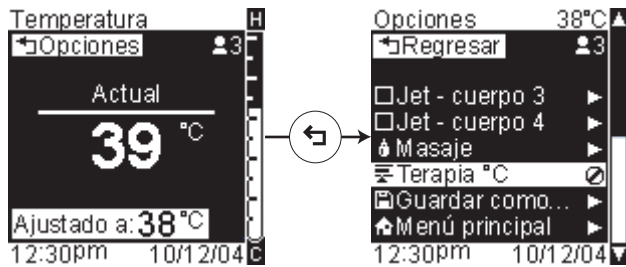 Temperatura
H
Opciones
3
Actual
39 °C
Ajustado a: 38°C
12:30pm 10/12/04
C
Opciones 38°C
Regresar
3
Jet - cuerpo 3
Jet - cuerpo 4
Masaje
Terapia °C
Guardar como...
Menú principal
12:30pm 10/12/04